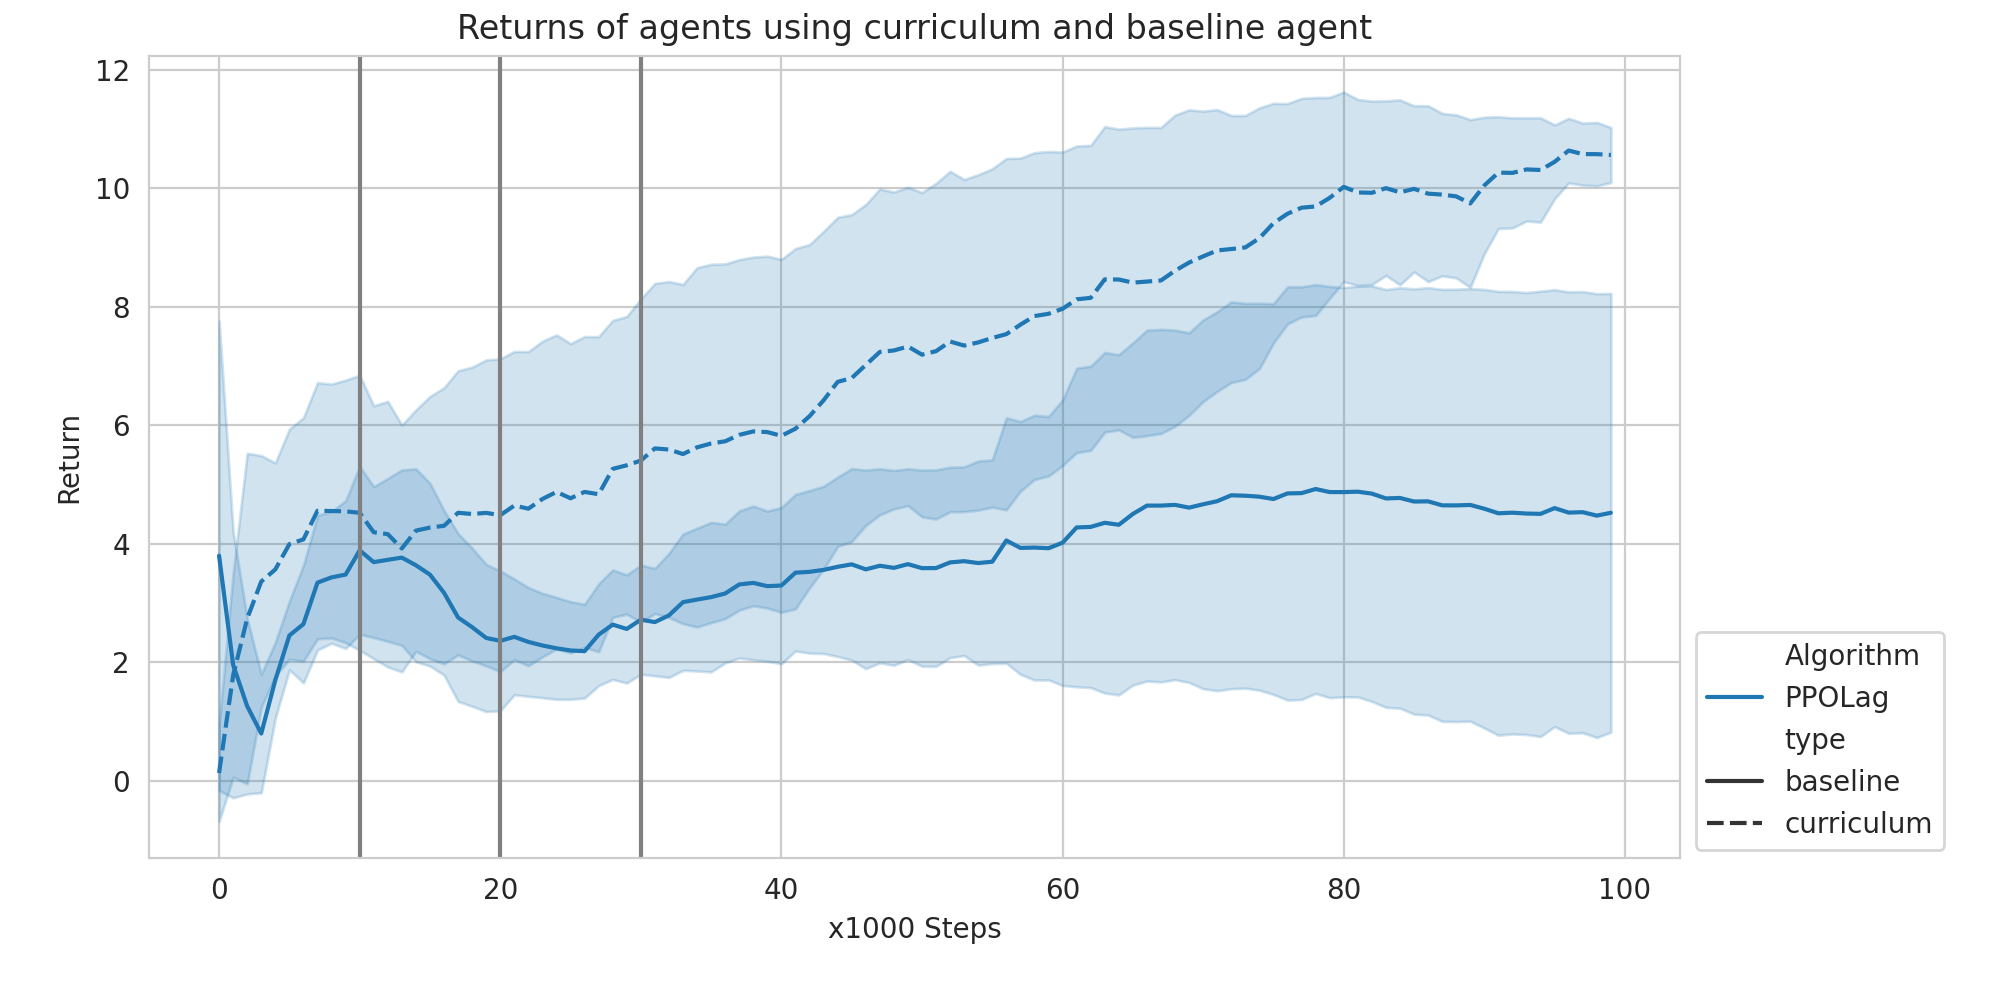 Returns of agents using curriculum and baseline agent
12
10
8
6
4
2
0
Return
0 20 40 60 80 100
x1000 Steps
Algorithm
PPOLag
type
baseline
curriculum